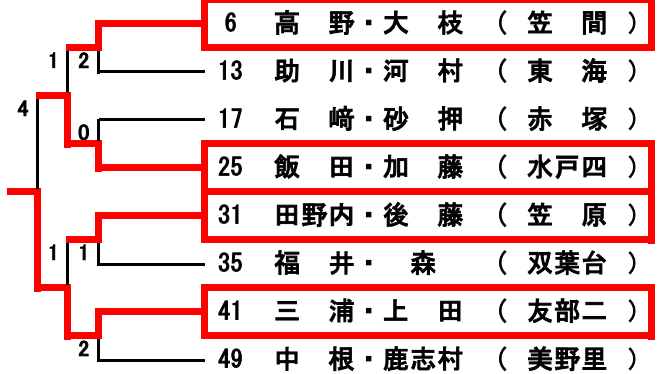 6 高 野・大 枝 ( 笠 間 )
1 2 13 助 川・河 村 ( 東 海 )
4 17 石 﨑・砂 押 ( 赤 塚 )
0
25 飯 田・加 藤 ( 水戸四 )
31 田野内・後 藤 ( 笠 原 )
1 1 35 福 井・ 森 ( 双葉台 )
41 三 浦・上 田 ( 友部二 )
2 49 中 根・鹿志村 ( 美野里 )